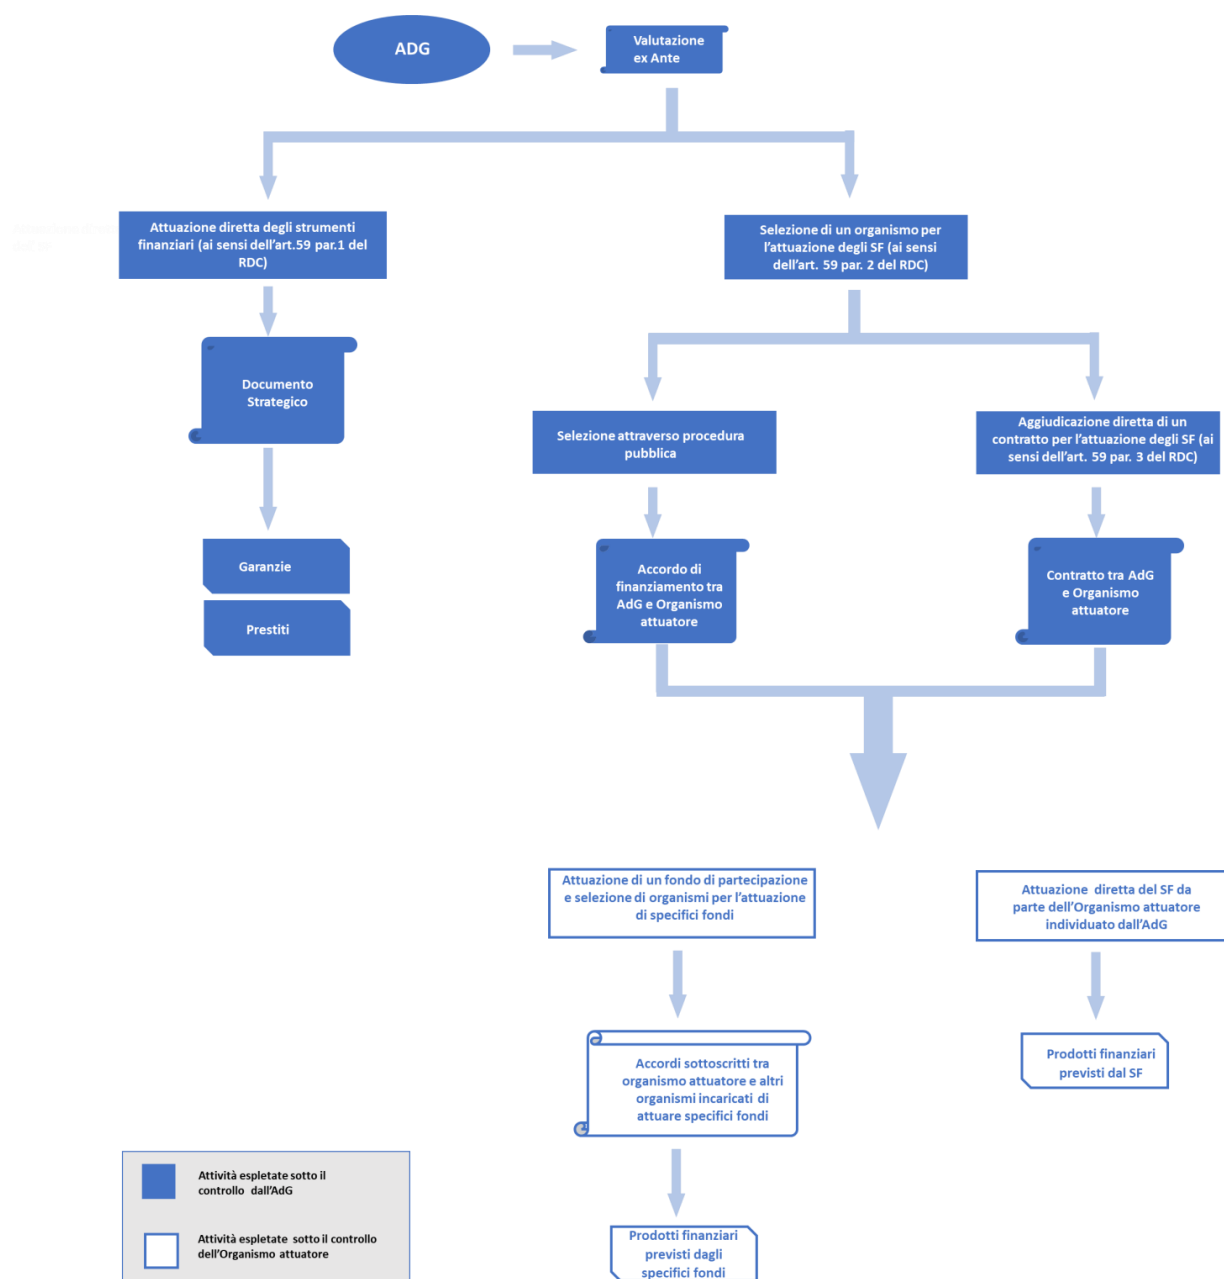 ADG
Valutazione
ex Ante
Attuazione diretta degli strumenti
finanziari (ai sensi dell'art.59 par.1 del
RDC)
Selezione di un organismo per
l'attuazione degli SF (ai sensi
dell'art. 59 par. 2 del RDC)
Documento
Strategico
Selezione attraverso procedura
pubblica
Aggiudicazione diretta di un
contratto per l'attuazione degli SF (ai
sensi dell'art. 59 par. 3 del RDC)
Garanzie
Prestiti
Accordo di
finanziamento tra
AdG e Organismo
attuatore
Contratto tra AdG
e Organismo
attuatore
Attuazione di un fondo di partecipazione
e selezione di organismi per l'attuazione
di specifici fondi
Attuazione diretta del SF da
parte dell'Organismo attuatore
individuato dall'AdG
Accordi sottoscritti tra
organismo attuatore e altri
organismi incaricati di
attuare specifici fondi
Prodotti finanziari
previsti dal SF
Prodotti finanziari
previsti dagli
specifici fondi
Attività espletate sotto il
controllo dall'AdG
Attività espletate sotto il controllo
dell'Organismo attuatore